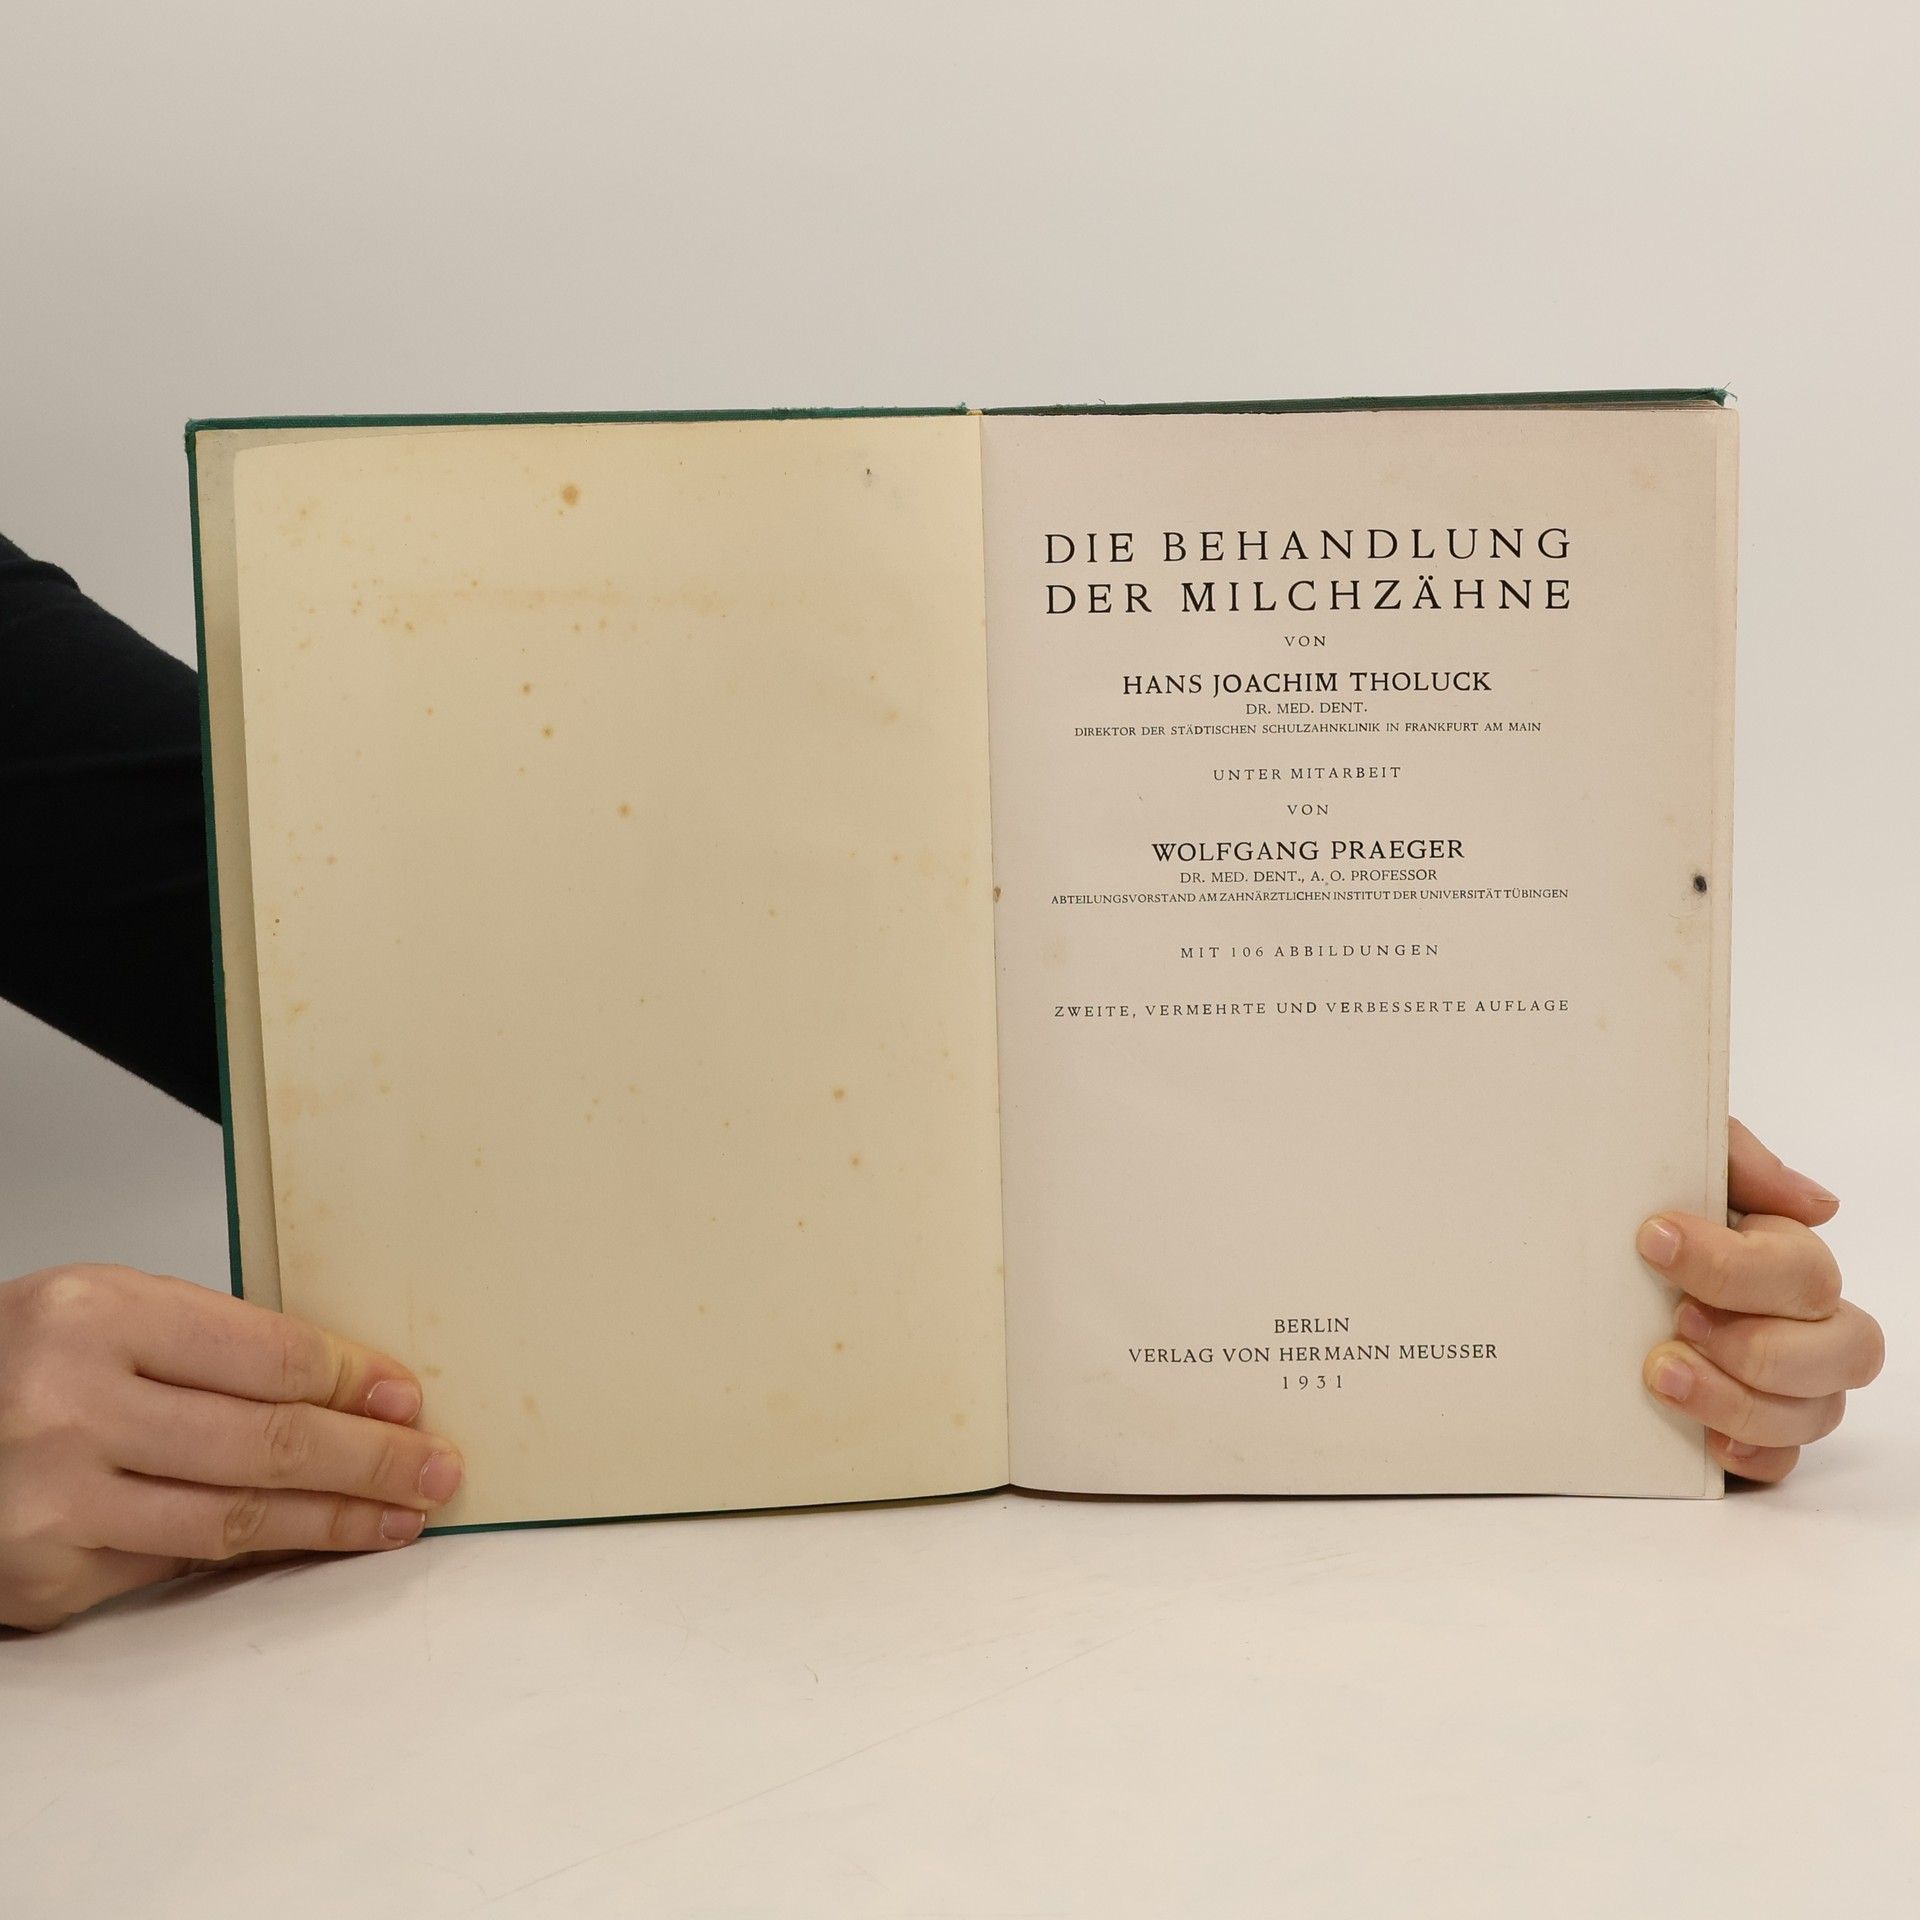 DIE BEHANDLUNG
DER MILCHZÄHNE
VON
HANS JOACHIM THOLUCK
DR. MED. DENT.
DIREKTOR DER STÄDTISCHEN SCHULZAHNKLINIK IN FRANKFURT AM MAIN
UNTER MITARBEIT
VON
WOLFGANG PRAEGER
DR. MED. DENT., A. O. PROFESSOR
ABTEILUNGSVORSTAND AM ZAHNÄRZTLICHEN INSTITUT DER UNIVERSITÄT TÜBINGEN
MIT 106 ABBILDUNGEN
ZWEITE, VERMEHRTE UND VERBESSERTE AUFLAGE
BERLIN
VERLAG VON HERMANN MEUSSER
1931